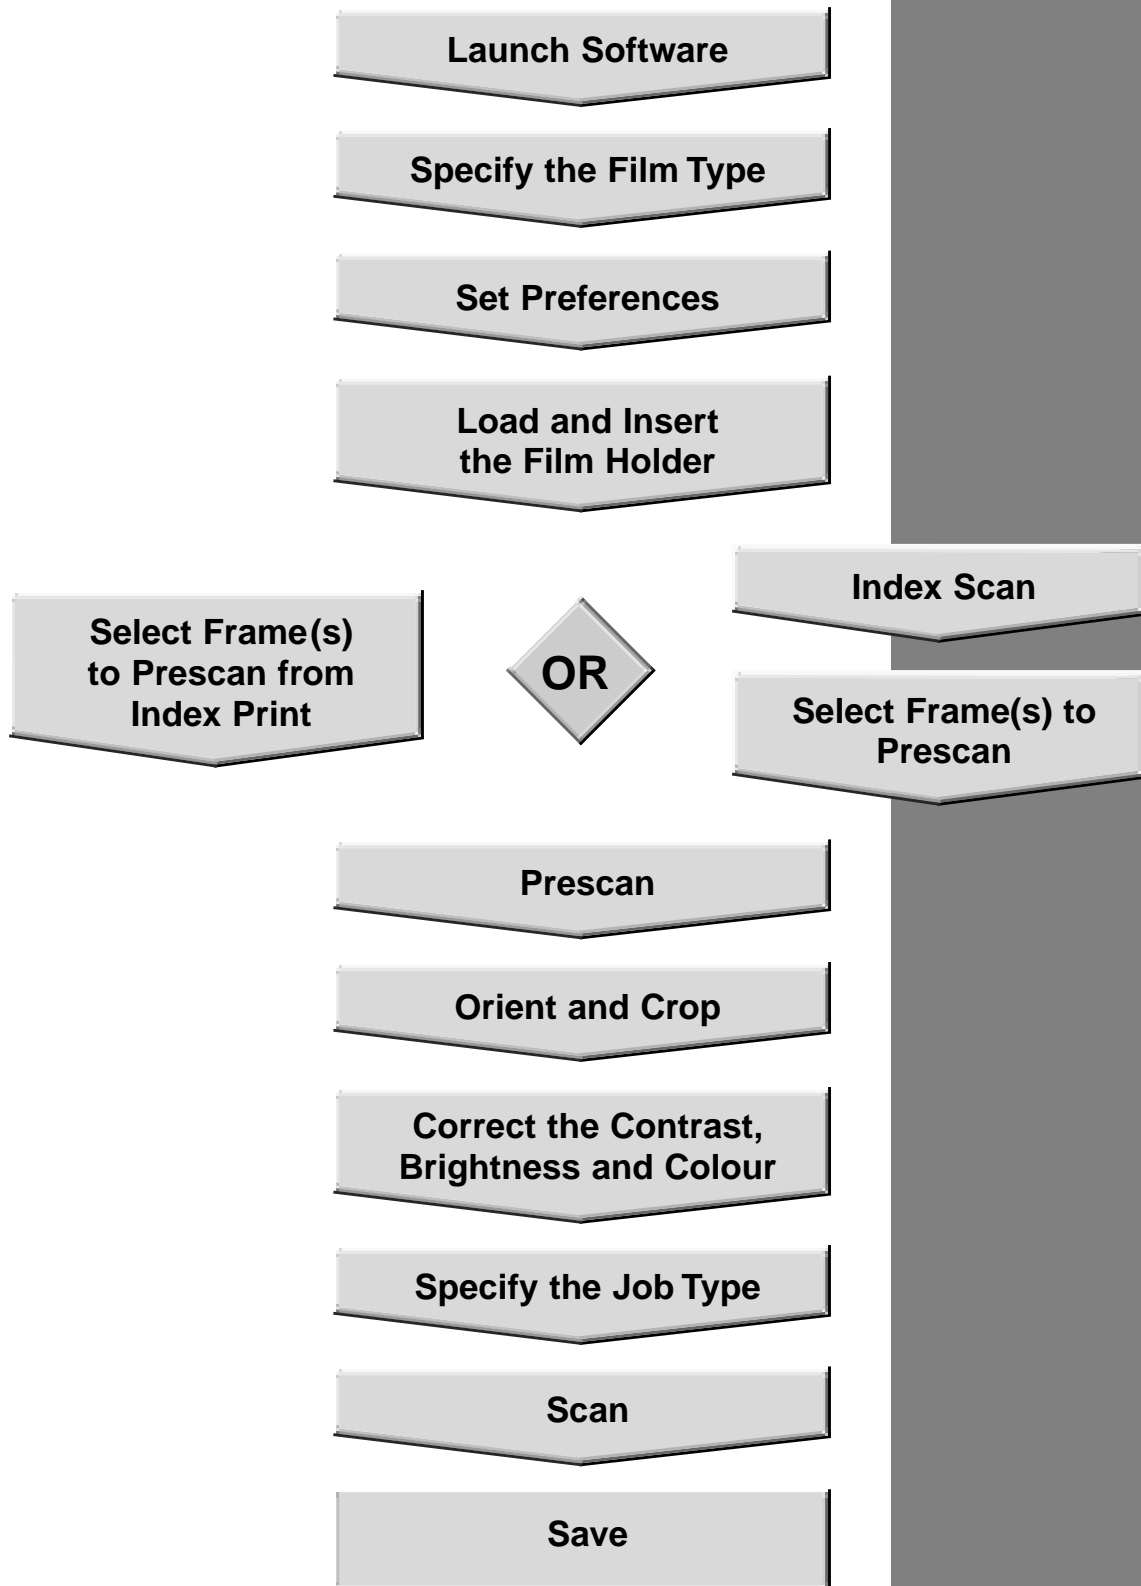 Launch Software
Specify the Film Type
Set Preferences
Load and Insert
the Film Holder
Select Frame(s)
to Prescan from
Index Print
OR
Index Scan
Select Frame(s) to
Prescan
Prescan
Orient and Crop
Correct the Contrast,
Brightness and Colour
Specify the Job Type
Scan
Save